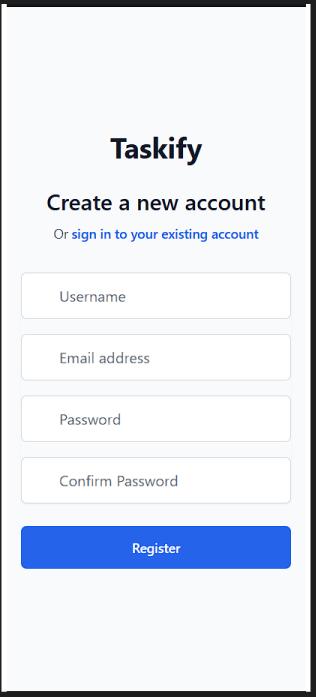 Taskify
Create a new account
Or sign in to your existing account
Username
Email address
Password
Confirm Password
Register